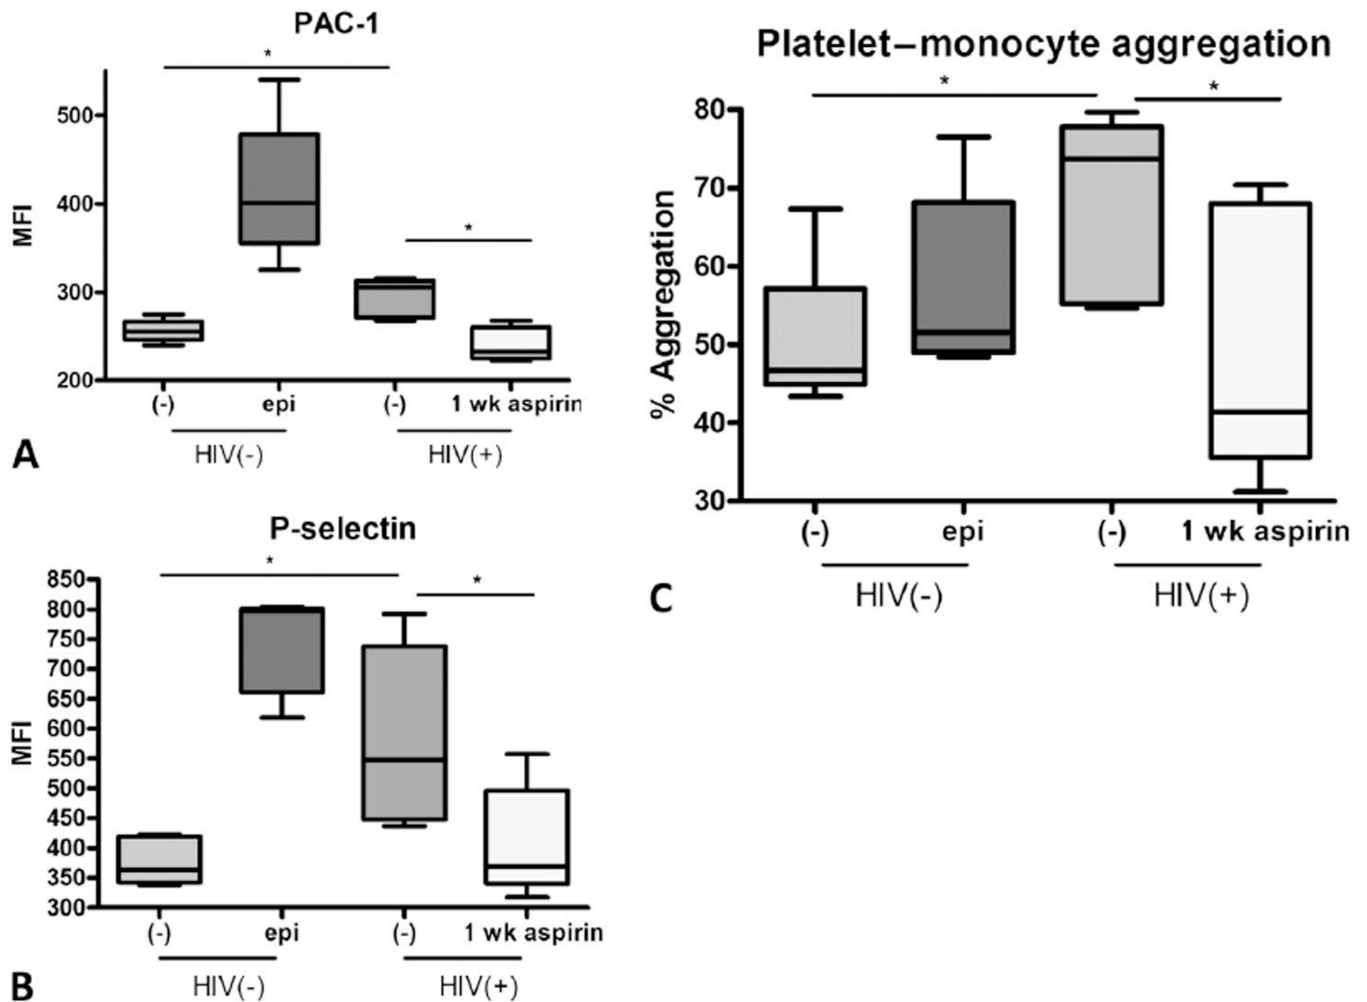 PAC-1
*
500
400
300
200
MFI
*
(-) epi (-) 1 wk aspirin
HIV(-) HIV(+)
A
P-selectin
*
*
850
800
750
700
650
600
550
500
450
400
350
300
MFI
(-) epi (-) 1 wk aspirin
HIV(-) HIV(+)
B
Platelet–monocyte aggregation
*
*
80
70
60
50
40
30
% Aggregation
(-) epi (-) 1 wk aspirin
HIV(-) HIV(+)
C